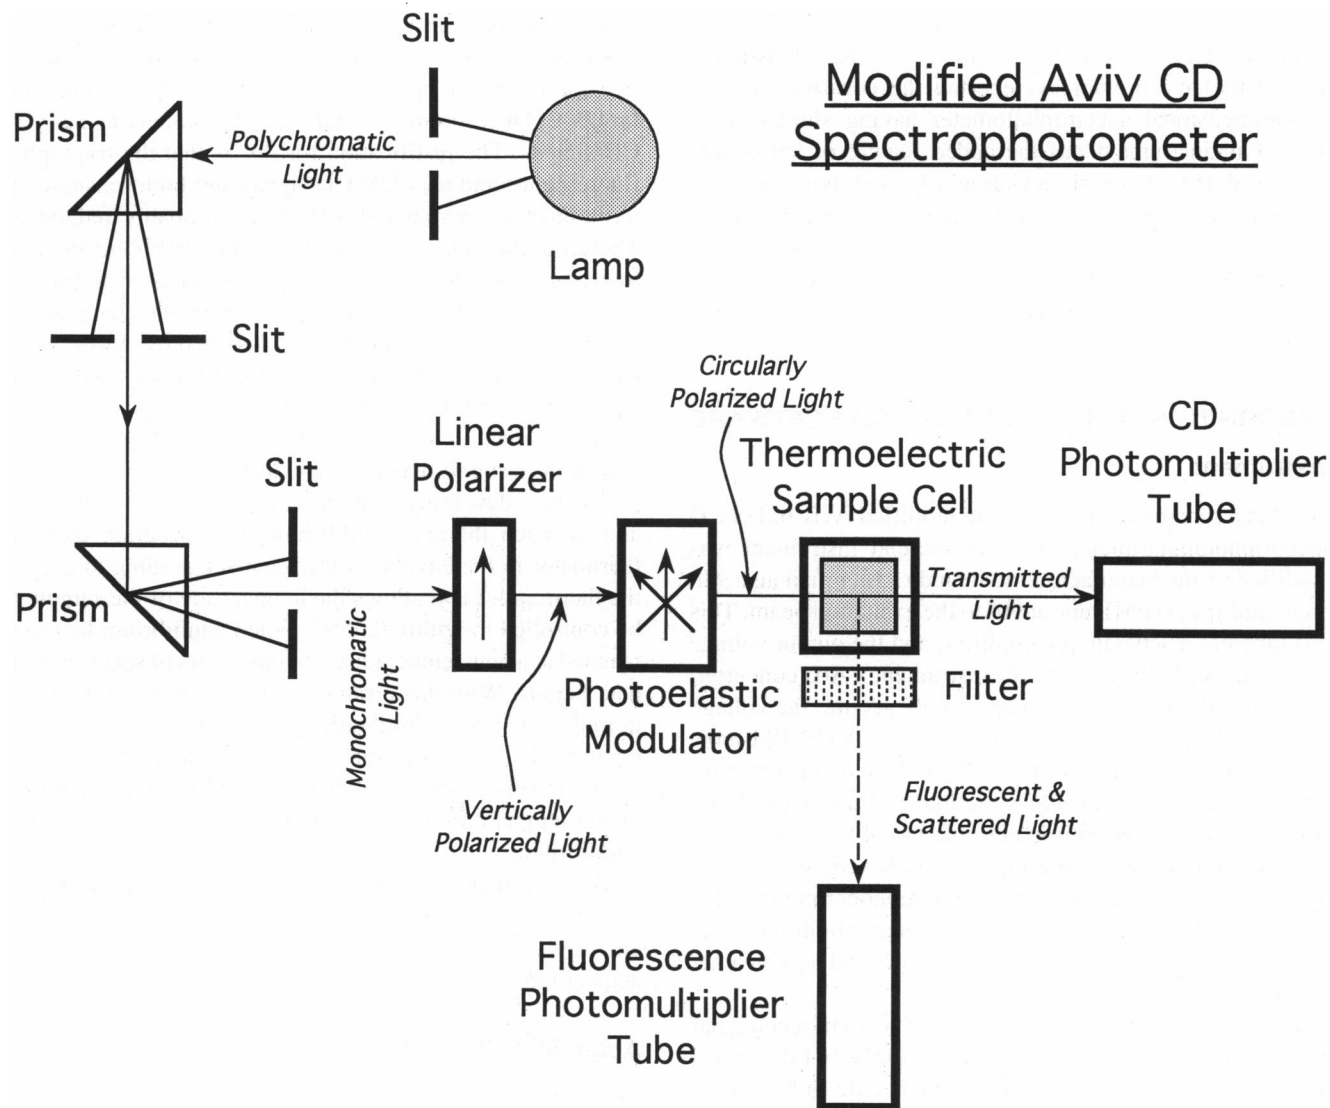 Slit
Modified Aviv CD
Spectrophotometer
Prism
Polychromatic
Light
Lamp
Slit
Circularly
Polarized Light
Linear
Polarizer
Slit
Thermoelectric
Sample Cell
CD
Photomultiplier
Tube
Prism
Transmitted
Light
Monochromatic
Light
Photoelastic
Modulator
Filter
Vertically
Polarized Light
Fluorescent &
Scattered Light
Fluorescence
Photomultiplier
Tube